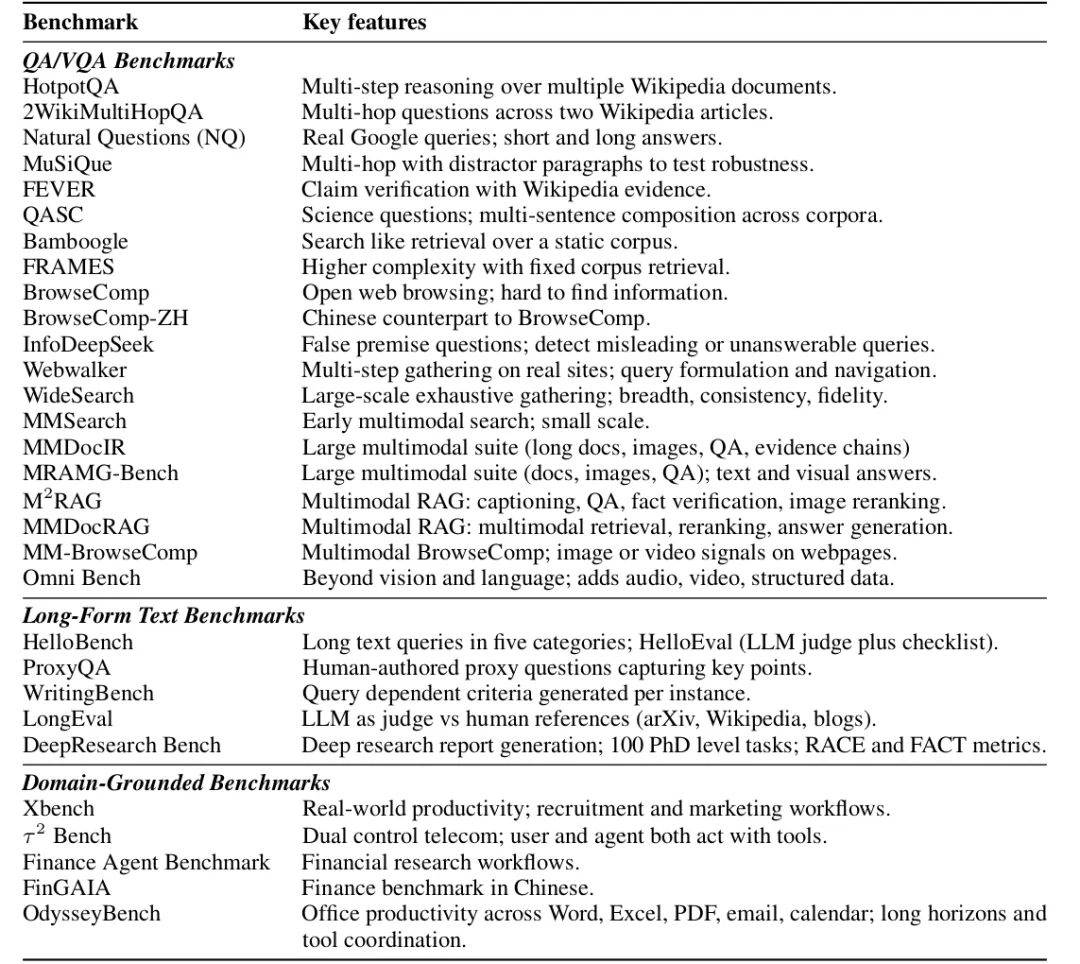 Benchmark Key features
QA/VQA Benchmarks
HotpotQA Multi-step reasoning over multiple Wikipedia documents.
2WikiMultiHopQA Multi-hop questions across two Wikipedia articles.
Natural Questions (NQ) Real Google queries; short and long answers.
MuSiQue Multi-hop with distractor paragraphs to test robustness.
FEVER Claim verification with Wikipedia evidence.
QASC Science questions; multi-sentence composition across corpora.
Bamboogle Search like retrieval over a static corpus.
FRAMES Higher complexity with fixed corpus retrieval.
BrowseComp Open web browsing; hard to find information.
BrowseComp-ZH Chinese counterpart to BrowseComp.
InfoDeepSeek False premise questions; detect misleading or unanswerable queries.
Webwalker Multi-step gathering on real sites; query formulation and navigation.
WideSearch Large-scale exhaustive gathering; breadth, consistency, fidelity.
MMSearch Early multimodal search; small scale.
MMDocIR Large multimodal suite (long docs, images, QA, evidence chains)
MRAMG-Bench Large multimodal suite (docs, images, QA); text and visual answers.
M²RAG Multimodal RAG: captioning, QA, fact verification, image reranking.
MMDocRAG Multimodal RAG: multimodal retrieval, reranking, answer generation.
MM-BrowseComp Multimodal BrowseComp; image or video signals on webpages.
Omni Bench Beyond vision and language; adds audio, video, structured data.
Long-Form Text Benchmarks
HelloBench Long text queries in five categories; HelloEval (LLM judge plus checklist).
ProxyQA Human-authored proxy questions capturing key points.
WritingBench Query dependent criteria generated per instance.
LongEval LLM as judge vs human references (arXiv, Wikipedia, blogs).
DeepResearch Bench Deep research report generation; 100 PhD level tasks; RACE and FACT metrics.
Domain-Grounded Benchmarks
Xbench Real-world productivity; recruitment and marketing workflows.
τ² Bench Dual control telecom; user and agent both act with tools.
Finance Agent Benchmark Financial research workflows.
FinGAIA Finance benchmark in Chinese.
OdysseyBench Office productivity across Word, Excel, PDF, email, calendar; long horizons and
tool coordination.